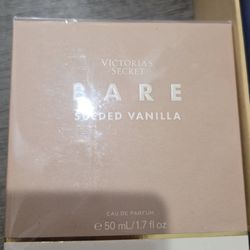 VICTORIA'S
SECRET
BARE
SUEDED VANILLA
EAU DE PARFUM
e 50 mL/1.7 fl oz